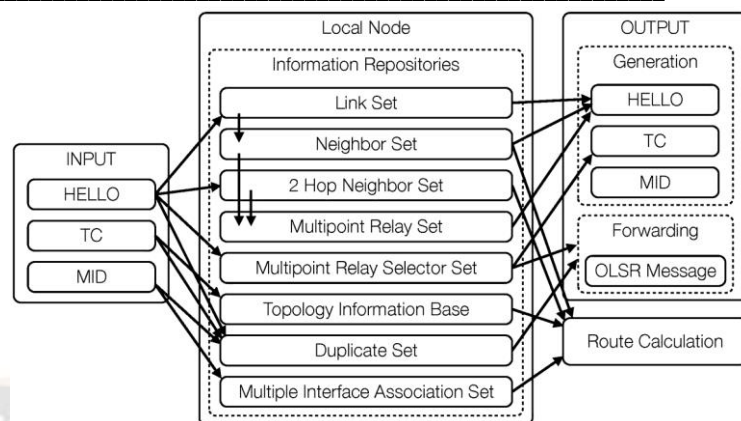 INPUT
HELLO
TC
MID
Local Node
Information Repositories
Link Set
Neighbor Set
2 Hop Neighbor Set
Multipoint Relay Set
Multipoint Relay Selector Set
Topology Information Base
Duplicate Set
Multiple Interface Association Set
OUTPUT
Generation
HELLO
TC
MID
Forwarding
OLSR Message
Route Calculation